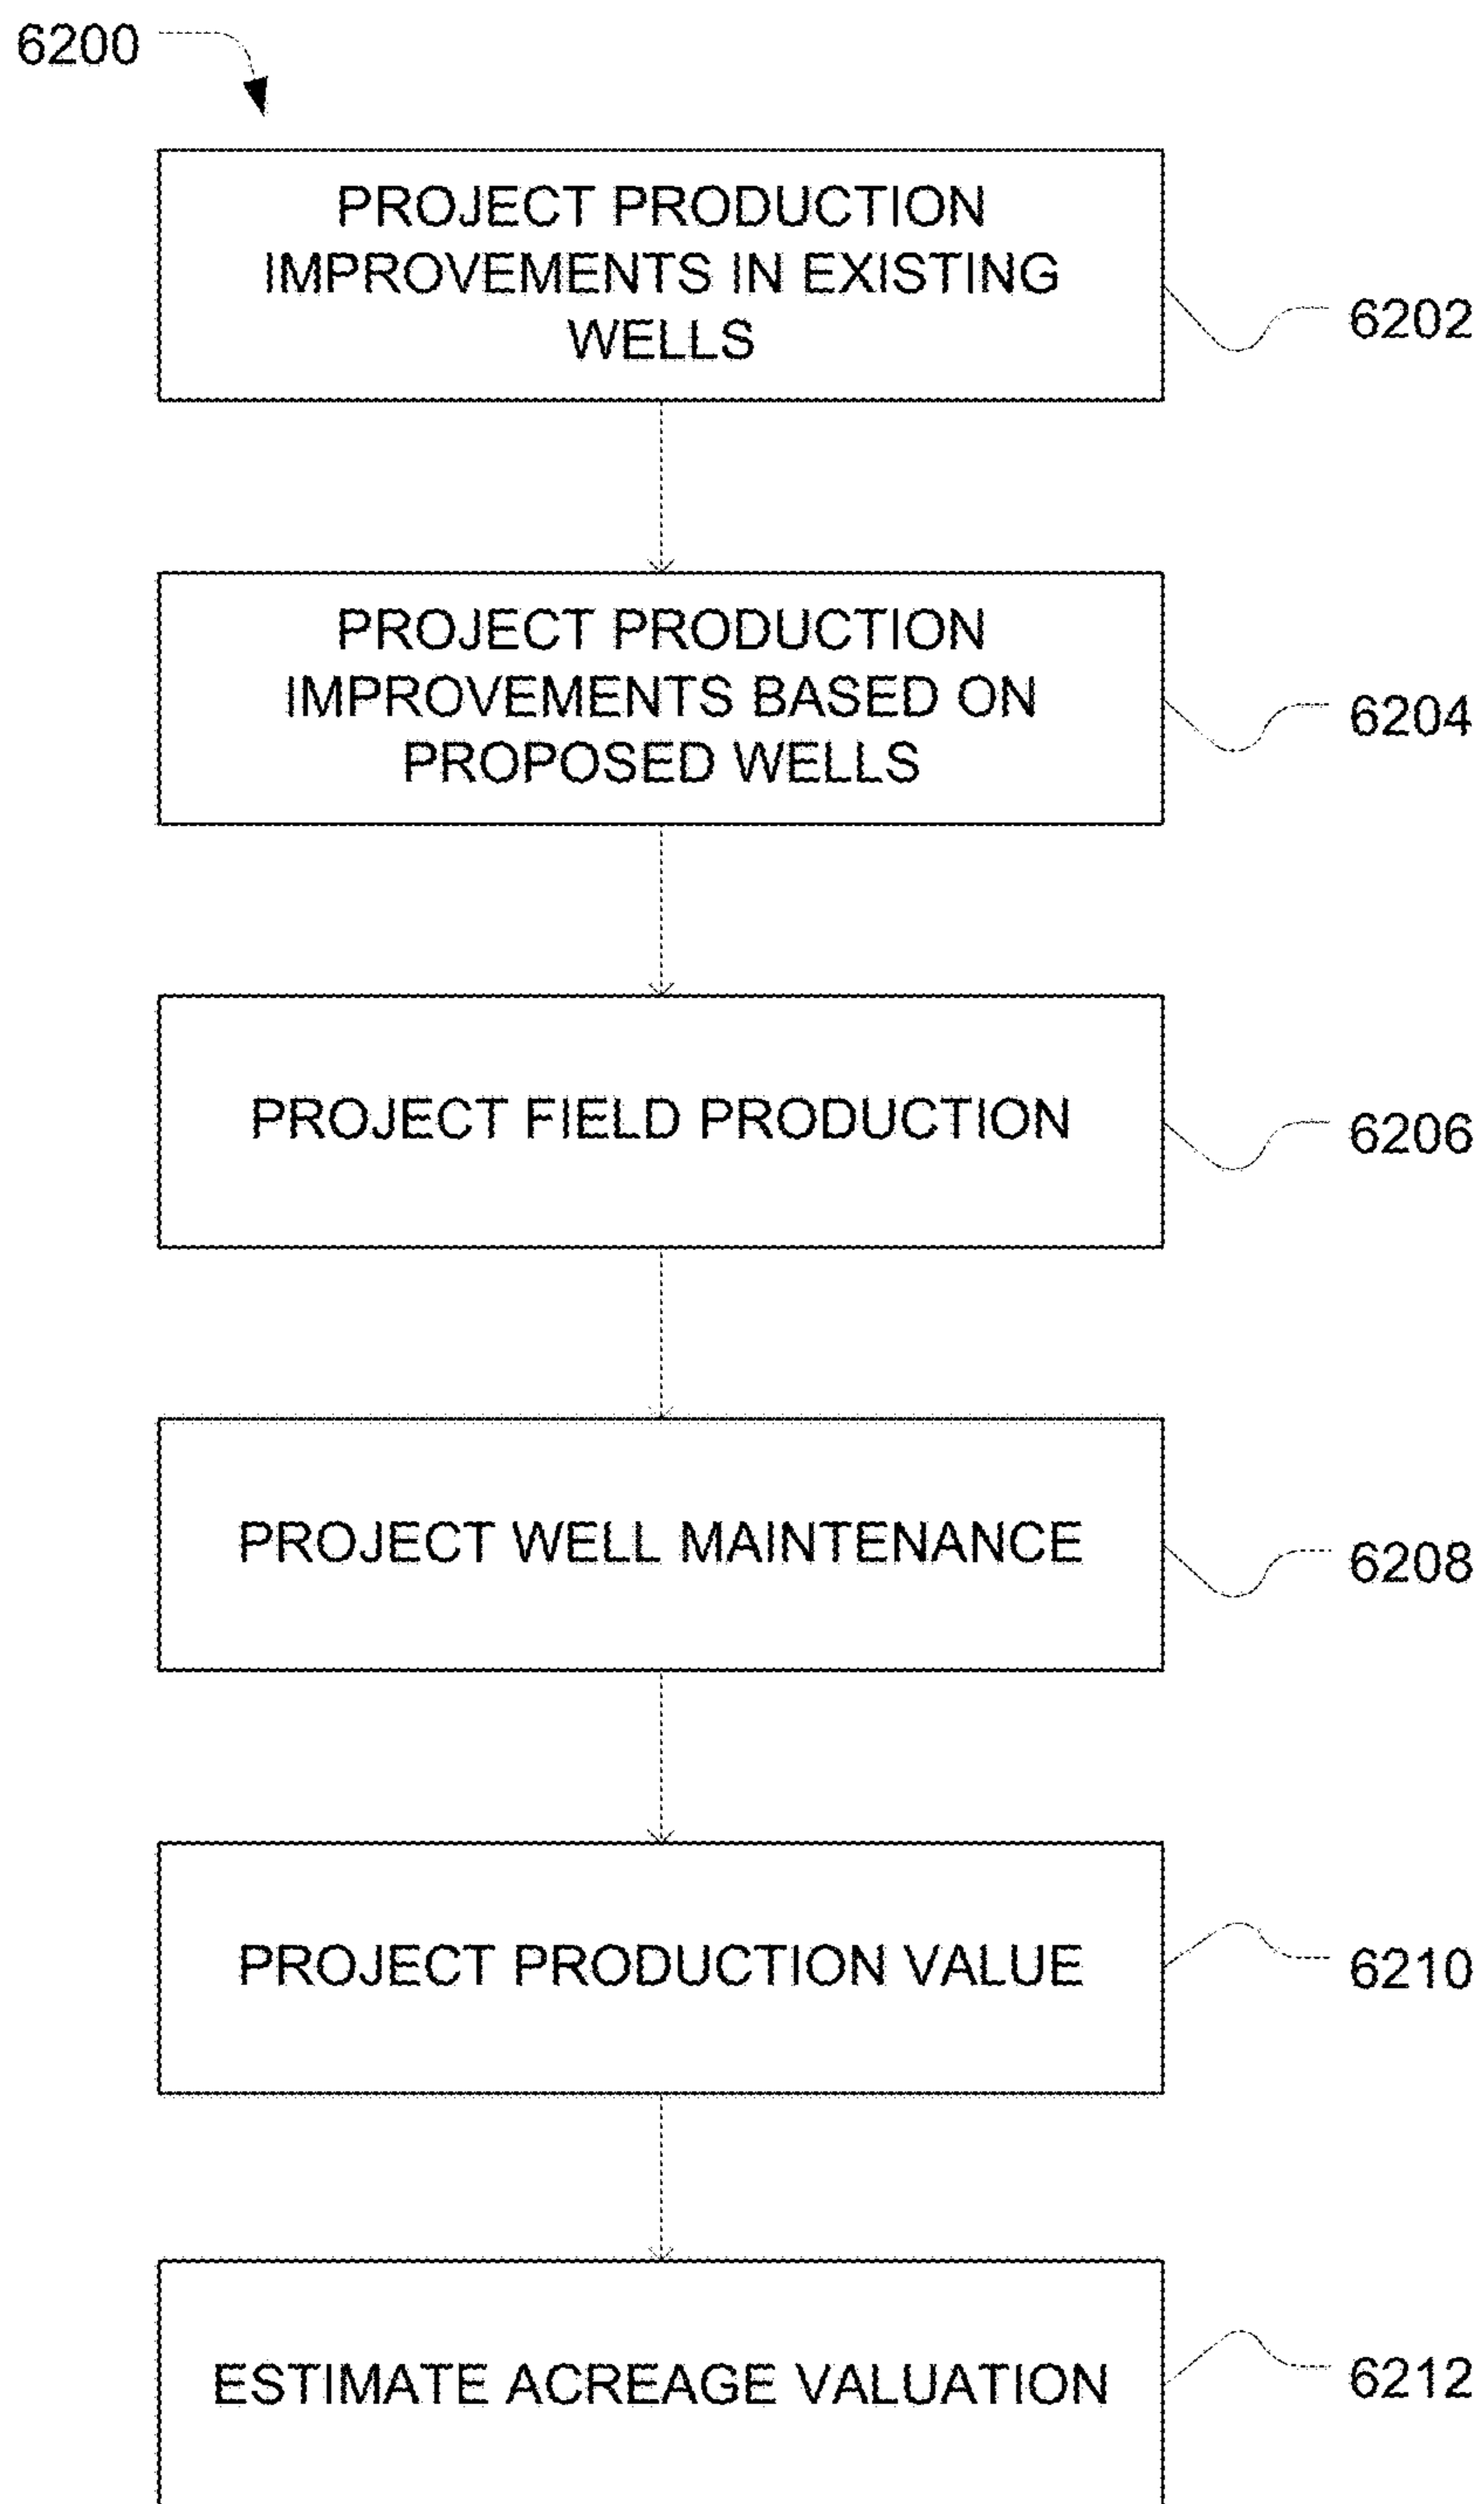 6200
PROJECT PRODUCTION
IMPROVEMENTS IN EXISTING
WELLS
6202
PROJECT PRODUCTION
IMPROVEMENTS BASED ON
PROPOSED WELLS
6204
PROJECT FIELD PRODUCTION
6206
PROJECT WELL MAINTENANCE
6208
PROJECT PRODUCTION VALUE
6210
ESTIMATE ACREAGE VALUATION
6212